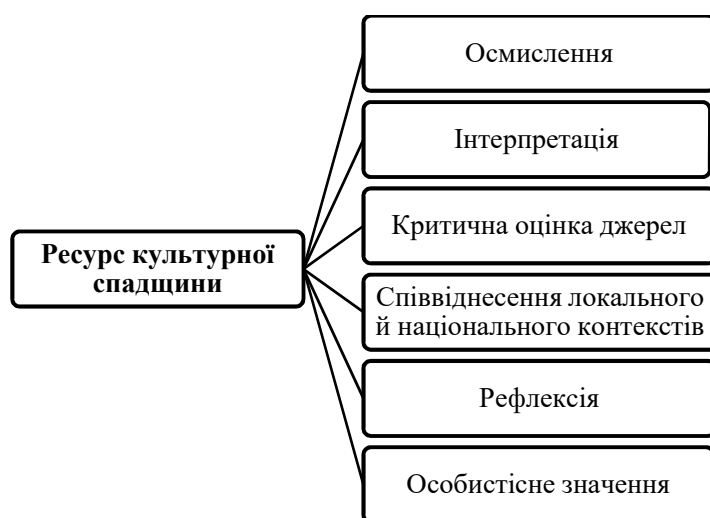 Осмислення
Інтерпретація
Критична оцінка джерел
Ресурс культурної
спадщини
Співвіднесення локального
й національного контекстів
Рефлексія
Особистісне значення